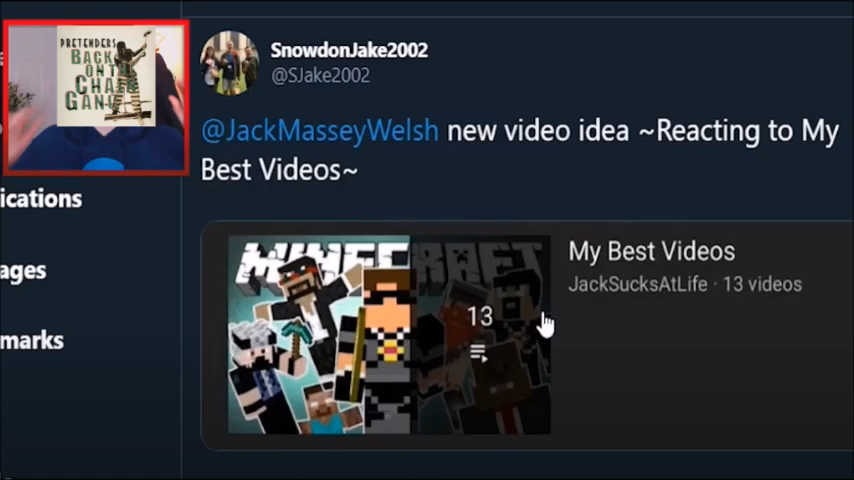 PRETENDERS
BACK
ON THE
CHAIN
GANG
SnowdonJake2002
@SJake2002
@JackMasseyWelsh new video idea ~Reacting to My
Best Videos~
ications
ages
marks
MINECRAFT
13
My Best Videos
JackSucksAtLife · 13 videos